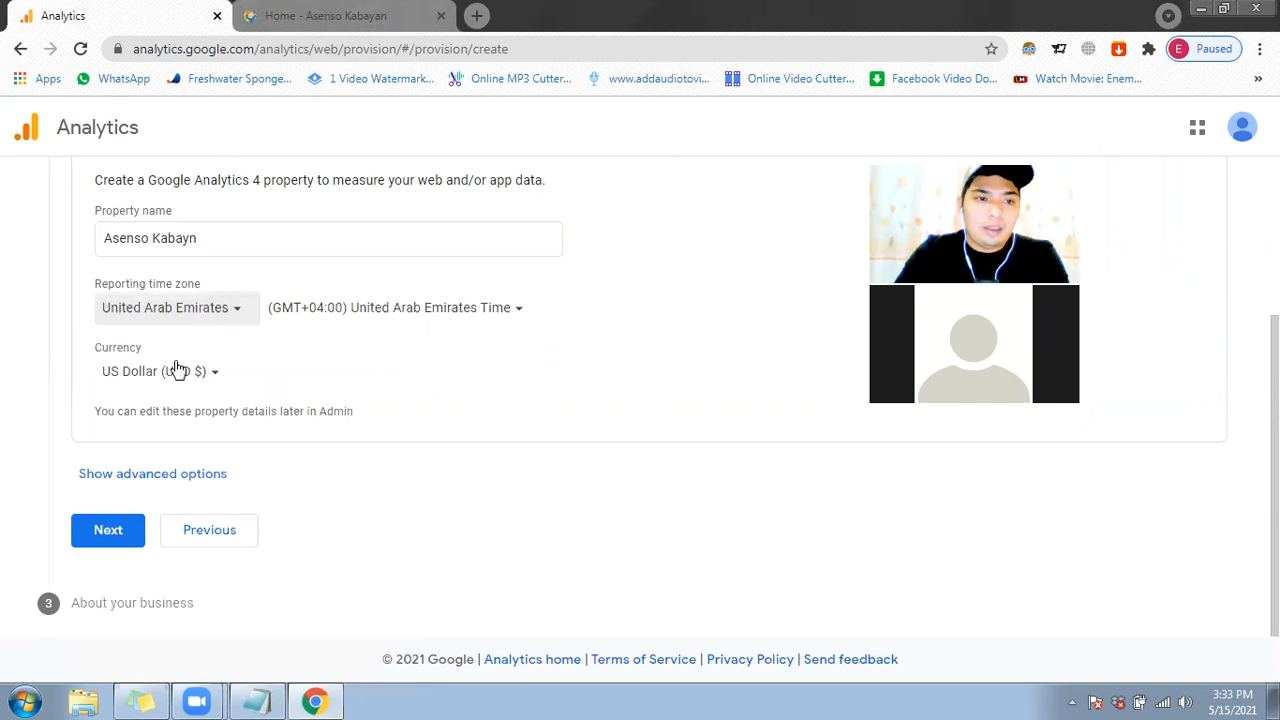 Analytics
Home - Asenso Kabayan
analytics.google.com/analytics/web/provision/#/provision/create
E Paused
Apps
WhatsApp
Freshwater Sponge...
1 Video Watermark...
Online MP3 Cutter...
www.addaudiotovi...
Online Video Cutter...
Facebook Video Do...
LM Watch Movie: Enem...
»
Analytics
Create a Google Analytics 4 property to measure your web and/or app data.
Property name
Asenso Kabayn
Reporting time zone
United Arab Emirates
(GMT+04:00) United Arab Emirates Time
Currency
US Dollar (USD $)
You can edit these property details later in Admin
Show advanced options
Next
Previous
3 About your business
© 2021 Google | Analytics home | Terms of Service | Privacy Policy | Send feedback
3:33 PM
5/15/2021